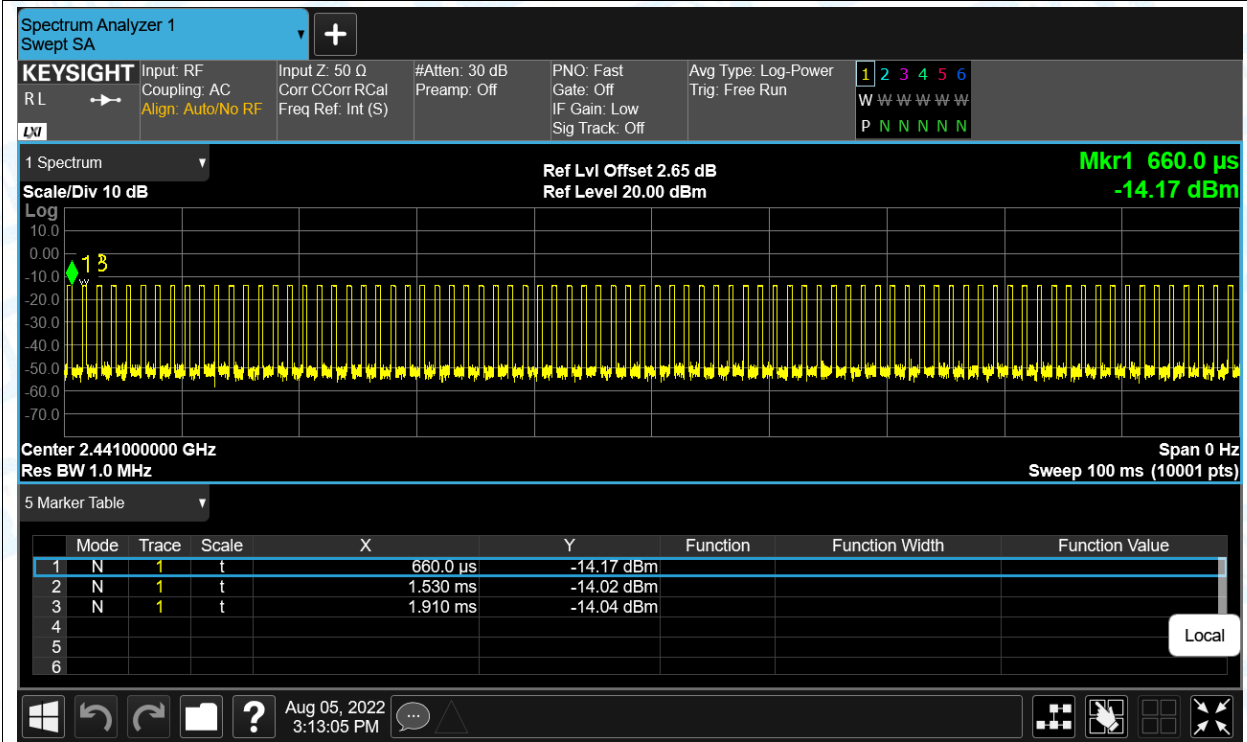 Spectrum Analyzer 1
Swept SA
+
KEYSIGHT Input: RF Input Z: 50 Ω #Atten: 30 dB PNO: Fast Avg Type: Log-Power 1 2 3 4 5 6
R L Coupling: AC Corr CCorr RCal Preamp: Off Gate: Off Trig: Free Run W W W W W W
Align: Auto/No RF Freq Ref: Int (S) IF Gain: Low
LXI Sig Track: Off P N N N N N
1 Spectrum Ref Lvl Offset 2.65 dB Mkr1 660.0 µs
Scale/Div 10 dB Ref Level 20.00 dBm -14.17 dBm
Log
10.0
0.00
1 3
-10.0
-20.0
-30.0
-40.0
-50.0
-60.0
-70.0
Center 2.441000000 GHz Span 0 Hz
Res BW 1.0 MHz Sweep 100 ms (10001 pts)
5 Marker Table
Mode Trace Scale X Y Function Function Width Function Value
1 N 1 t 660.0 µs -14.17 dBm
2 N 1 t 1.530 ms -14.02 dBm
3 N 1 t 1.910 ms -14.04 dBm
4
5
6
Local
? Aug 05, 2022
3:13:05 PM